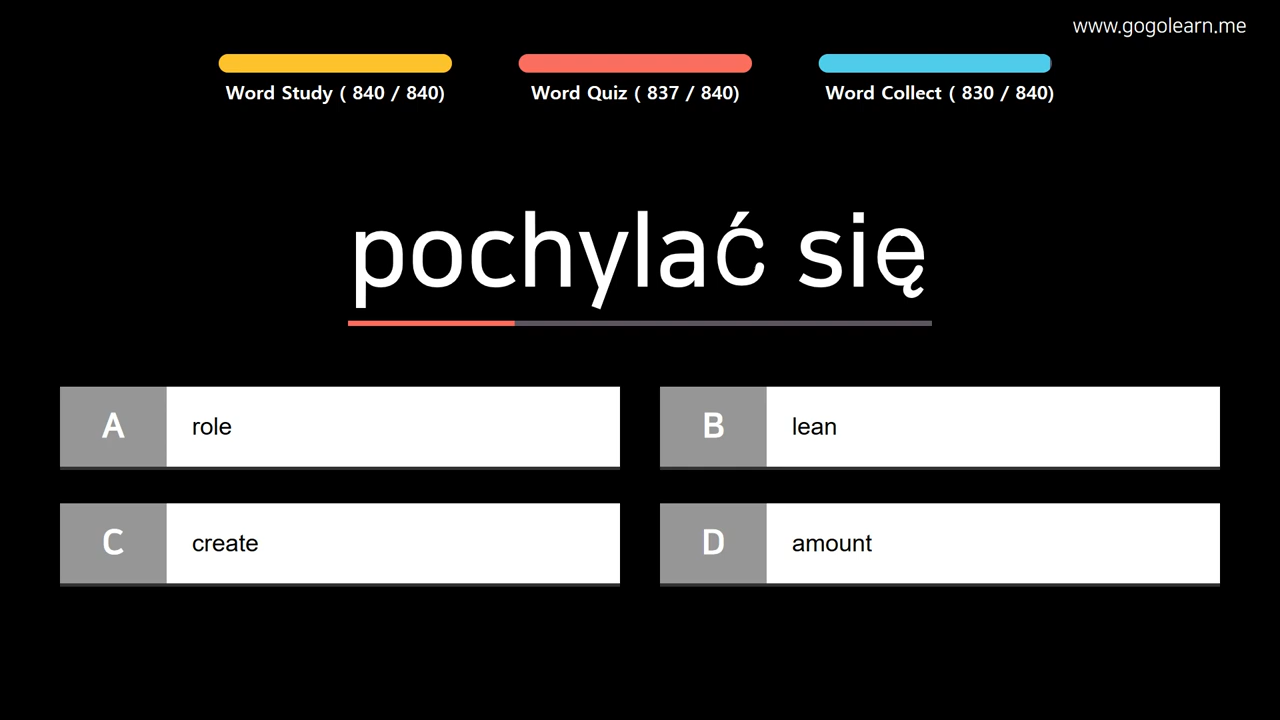 www.gogolearn.me
Word Study ( 840 / 840)
Word Quiz ( 837 / 840)
Word Collect ( 830 / 840)
pochylać się
A role
B lean
C create
D amount